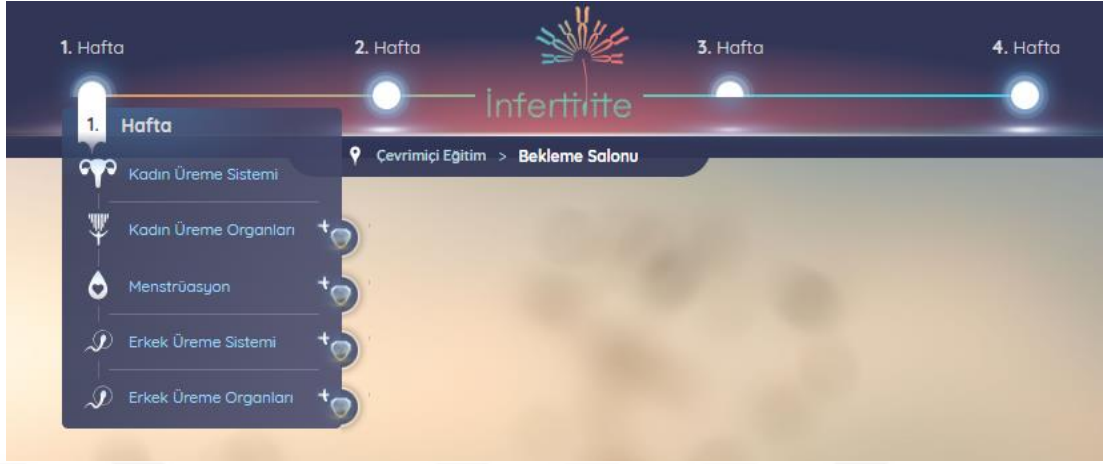 1. Hafta
2. Hafta
3. Hafta
4. Hafta
İnfertilite
1. Hafta
Çevrimiçi Eğitim > Bekleme Salonu
Kadın Üreme Sistemi
Kadın Üreme Organları
Menstrüasyon
Erkek Üreme Sistemi
Erkek Üreme Organları